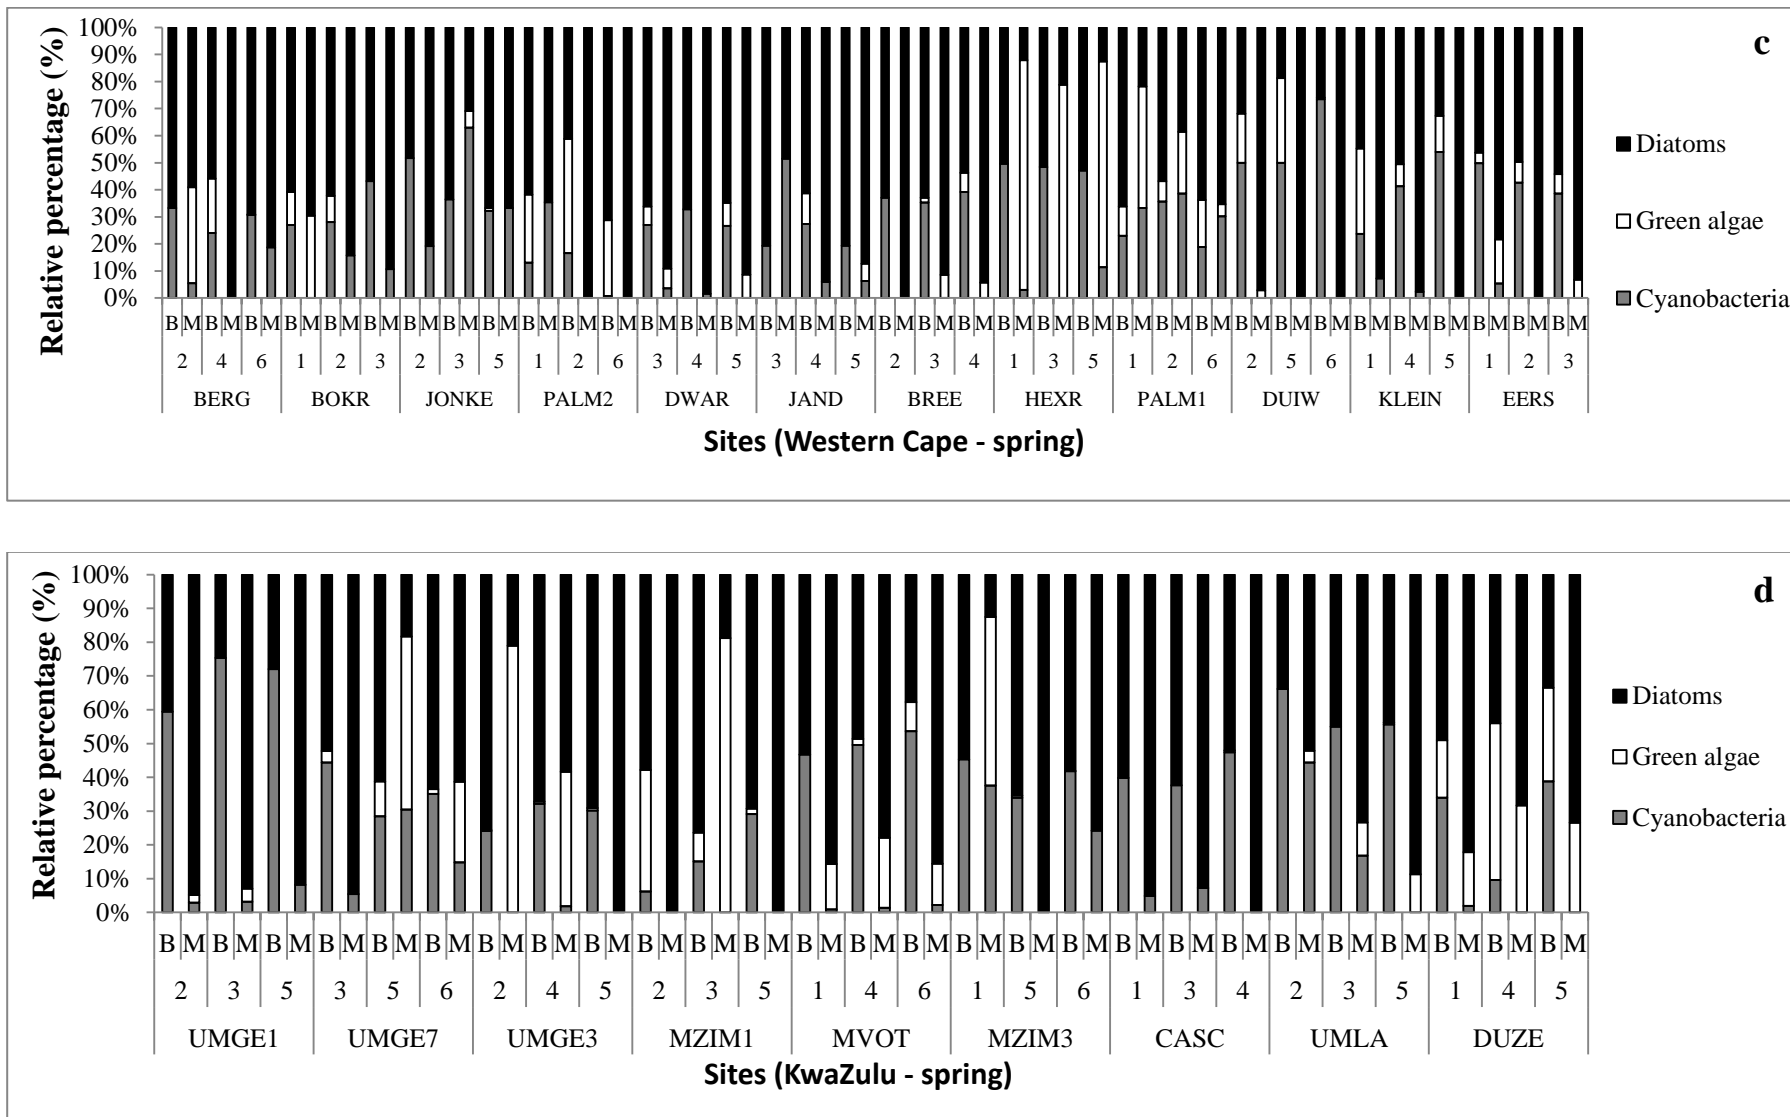 c
Relative percentage (%)
100%
90%
80%
70%
60%
50%
40%
30%
20%
10%
0%
Diatoms
Green algae
Cyanobacteria
B M B M B M B M B M B M B M B M B M B M B M B M B M B M B M B M B M B M B M B M B M B M B M B M B M B M B M B M B M B M B M B M B M B M B M B M
2 4 6 1 2 3 2 3 5 1 2 6 3 4 5 3 4 5 2 3 4 1 3 5 1 2 6 2 5 6 1 4 5 1 2 3
BERG BOKR JONKE PALM2 DWAR JAND BREE HEXR PALM1 DUIW KLEIN EERS
Sites (Western Cape - spring)
d
Relative percentage (%)
100%
90%
80%
70%
60%
50%
40%
30%
20%
10%
0%
Diatoms
Green algae
Cyanobacteria
B M B M B M B M B M B M B M B M B M B M B M B M B M B M B M B M B M B M B M B M B M B M B M B M B M B M B M
2 3 5 3 5 6 2 4 5 2 3 5 1 4 6 1 5 6 1 3 4 2 3 5 1 4 5
UMGE1 UMGE7 UMGE3 MZIM1 MVOT MZIM3 CASC UMLA DUZE
Sites (KwaZulu - spring)